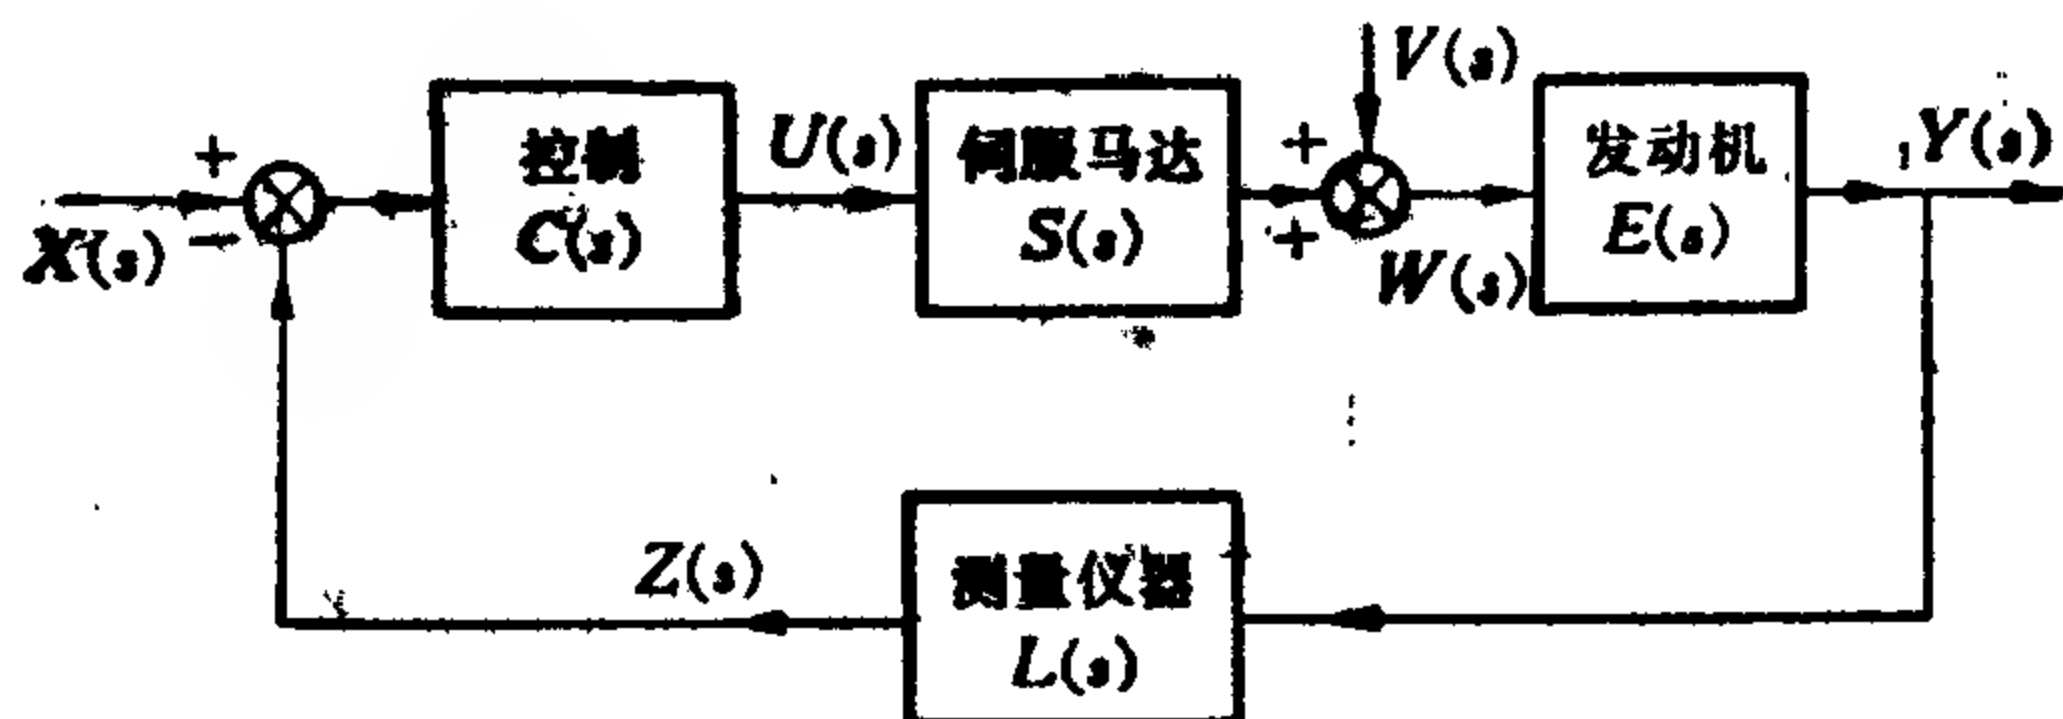 X(s)
+
−
控制
C(s)
U(s)
伺服马达
S(s)
+
+
V(s)
W(s)
发动机
E(s)
Y(s)
Z(s)
测量仪器
L(s)